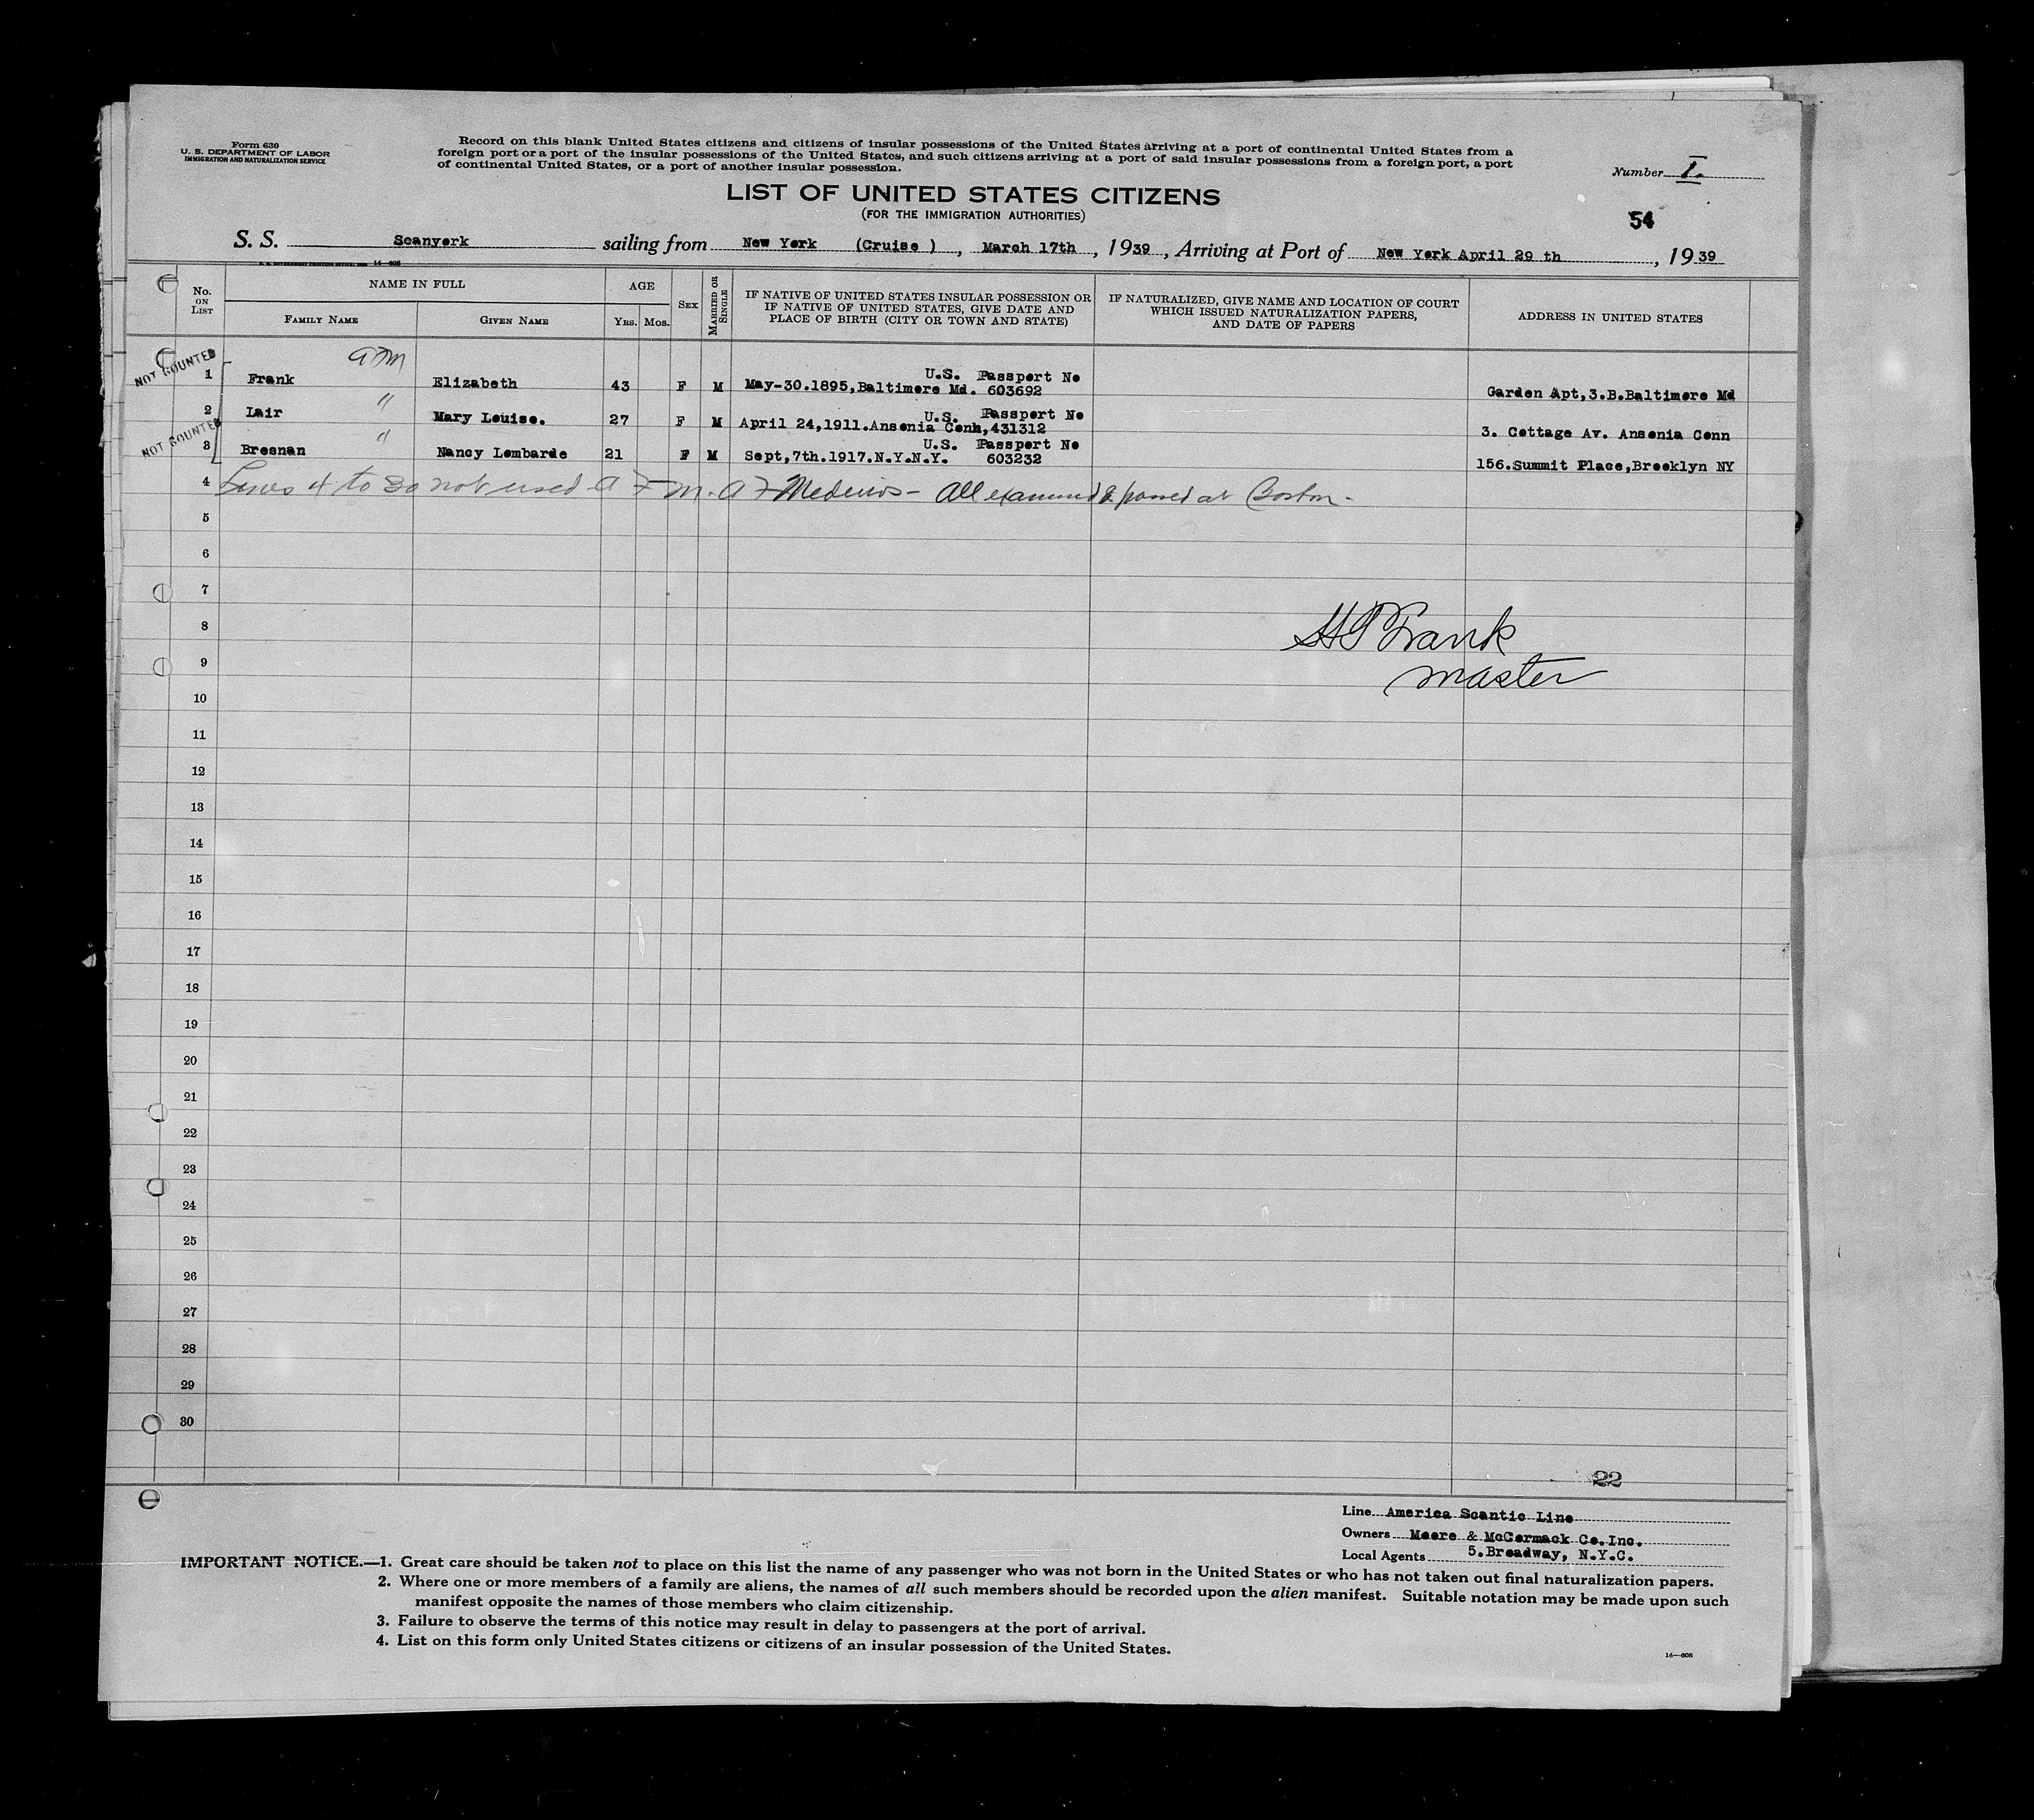 Form 630
U. S. DEPARTMENT OF LABOR
IMMIGRATION AND NATURALIZATION SERVICE
Record on this blank United States citizens and citizens of insular possessions of the United States arriving at a port of continental United States from a
foreign port or a port of the insular possessions of the United States, and such citizens arriving at a port of said insular possessions from a foreign port, a port
of continental United States, or a port of another insular possession.
Number I.
LIST OF UNITED STATES CITIZENS
(FOR THE IMMIGRATION AUTHORITIES)
54
S. S. Scanyork sailing from New York (Cruise ) , March 17th , 1939 , Arriving at Port of New York April 29 th , 1939
14—608
No. ON LIST
NAME IN FULL
FAMILY NAME
GIVEN NAME
AGE
YRS. MOS.
SEX
MARRIED OR SINGLE
IF NATIVE OF UNITED STATES INSULAR POSSESSION OR
IF NATIVE OF UNITED STATES, GIVE DATE AND
PLACE OF BIRTH (CITY OR TOWN AND STATE)
IF NATURALIZED, GIVE NAME AND LOCATION OF COURT
WHICH ISSUED NATURALIZATION PAPERS,
AND DATE OF PAPERS
ADDRESS IN UNITED STATES
NOT COUNTED
a F m
U.S. Passport No
1 Frank Elizabeth 43 F M May-30.1895,Baltimore Md. 603692 Garden Apt,3.B.Baltimore Md
" U.S. Passport No
2 Lair Mary Louise. 27 F M April 24,1911.Ansonia Conn,431312 3. Cottage Av. Ansonia Conn
NOT COUNTED
" U.S. Passport No
3 Bresnan Nancy Lombarde 21 F M Sept,7th.1917.N.Y.N.Y. 603232 156.Summit Place,Brooklyn NY
4 Lines 4 to 30 not used - a F m. A F Medeiros - All examined & passed at Boston -
5
6
7
8
H P Frank
9
master
10
11
12
13
14
15
16
17
18
19
20
21
22
23
24
25
26
27
28
29
30
22
Line America Scantic Line
Owners Moore & McCormack Co.Inc.
Local Agents 5.Broadway, N.Y.C.
IMPORTANT NOTICE.—1. Great care should be taken not to place on this list the name of any passenger who was not born in the United States or who has not taken out final naturalization papers.
2. Where one or more members of a family are aliens, the names of all such members should be recorded upon the alien manifest. Suitable notation may be made upon such
manifest opposite the names of those members who claim citizenship.
3. Failure to observe the terms of this notice may result in delay to passengers at the port of arrival.
4. List on this form only United States citizens or citizens of an insular possession of the United States.
14—608